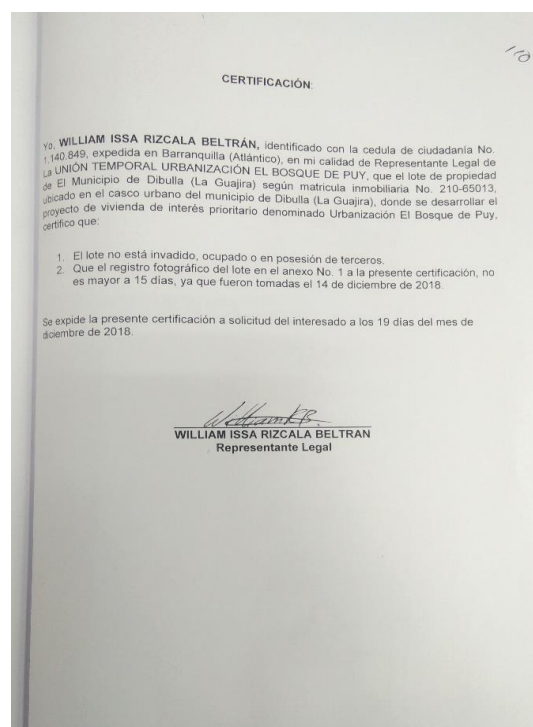 110
CERTIFICACIÓN:
Yo, WILLIAM ISSA RIZCALA BELTRÁN, identificado con la cedula de ciudadanía No.
1.140.849, expedida en Barranquilla (Atlántico), en mi calidad de Representante Legal de
La UNIÓN TEMPORAL URBANIZACIÓN EL BOSQUE DE PUY, que el lote de propiedad
de El Municipio de Dibulla (La Guajira) según matricula inmobiliaria No. 210-65013,
ubicado en el casco urbano del municipio de Dibulla (La Guajira), donde se desarrollar el
proyecto de vivienda de interés prioritario denominado Urbanización El Bosque de Puy,
certifico que:
1. El lote no está invadido, ocupado o en posesión de terceros.
2. Que el registro fotográfico del lote en el anexo No. 1 a la presente certificación, no
es mayor a 15 días, ya que fueron tomadas el 14 de diciembre de 2018.
Se expide la presente certificación a solicitud del interesado a los 19 días del mes de
diciembre de 2018.
WILLIAM ISSA RIZCALA BELTRAN
Representante Legal